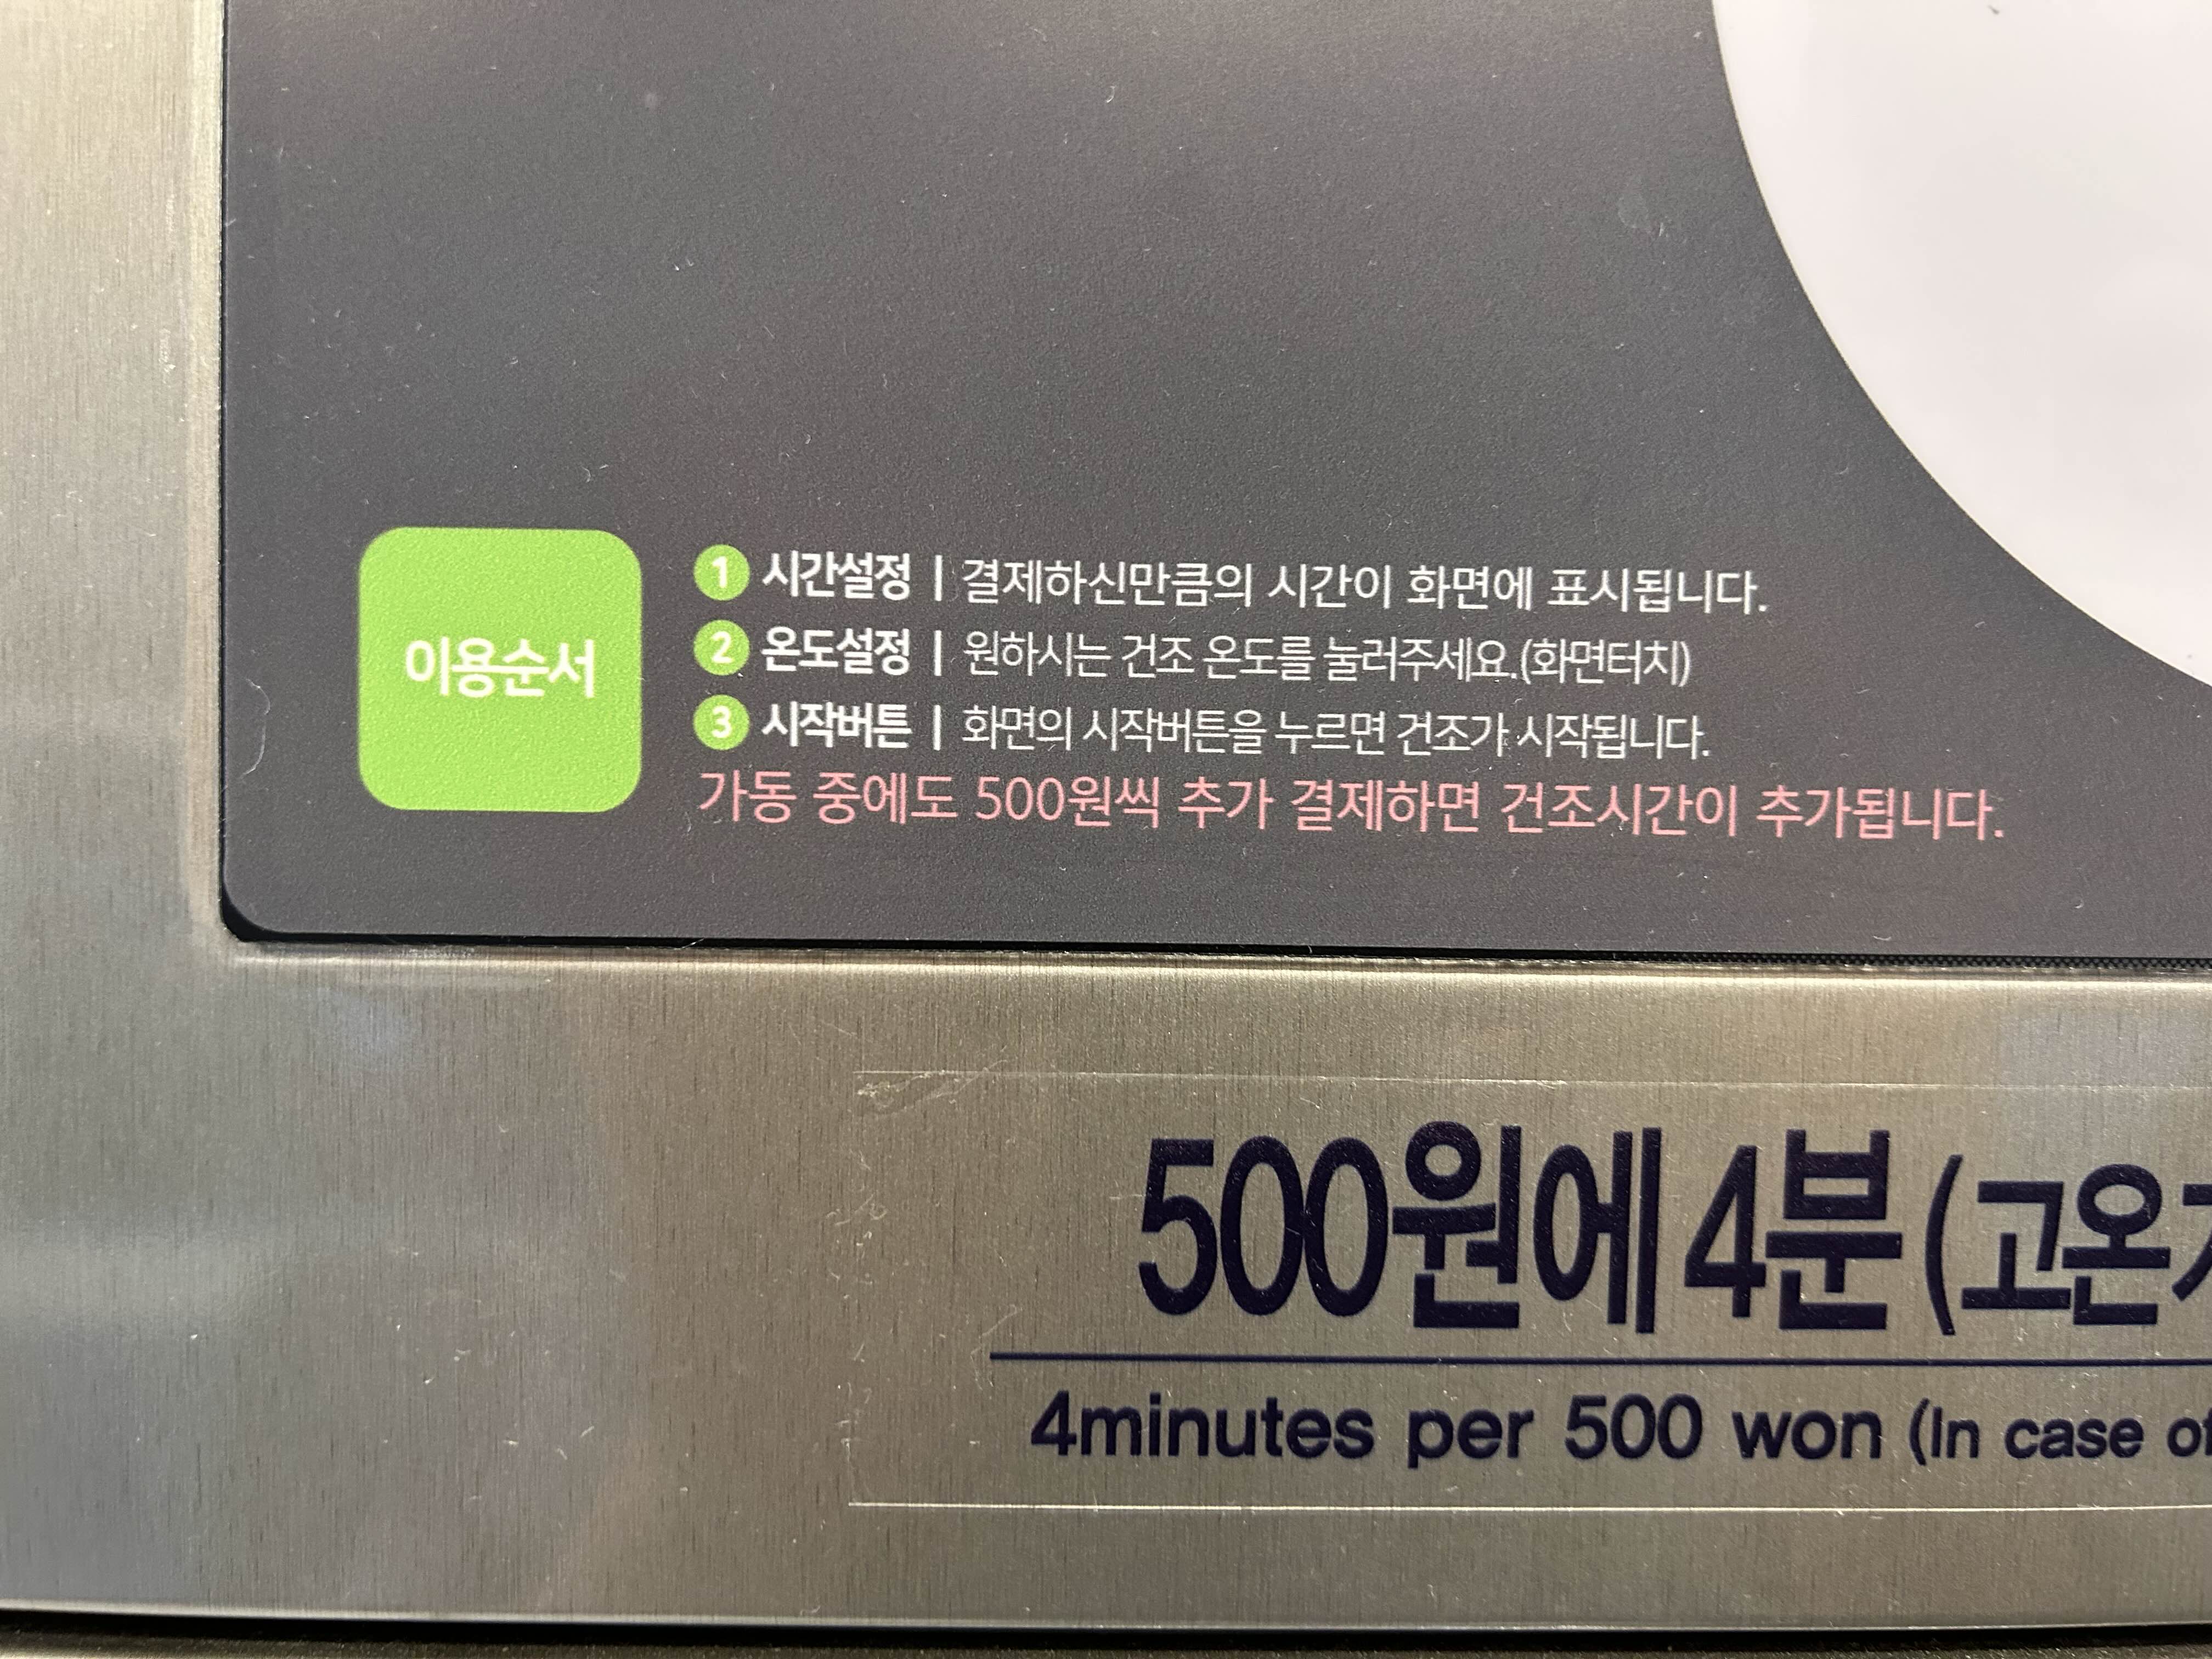 이용순서
1 시간설정 | 결제하신만큼의 시간이 화면에 표시됩니다.
2 온도설정 | 원하시는 건조 온도를 눌러주세요.(화면터치)
3 시작버튼 | 화면의 시작버튼을 누르면 건조가 시작됩니다.
가동 중에도 500원씩 추가 결제하면 건조시간이 추가됩니다.
500원에 4분 (고온
4minutes per 500 won (In case of